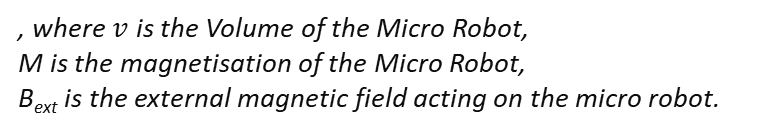 , where v is the Volume of the Micro Robot,
M is the magnetisation of the Micro Robot,
Bext is the external magnetic field acting on the micro robot.